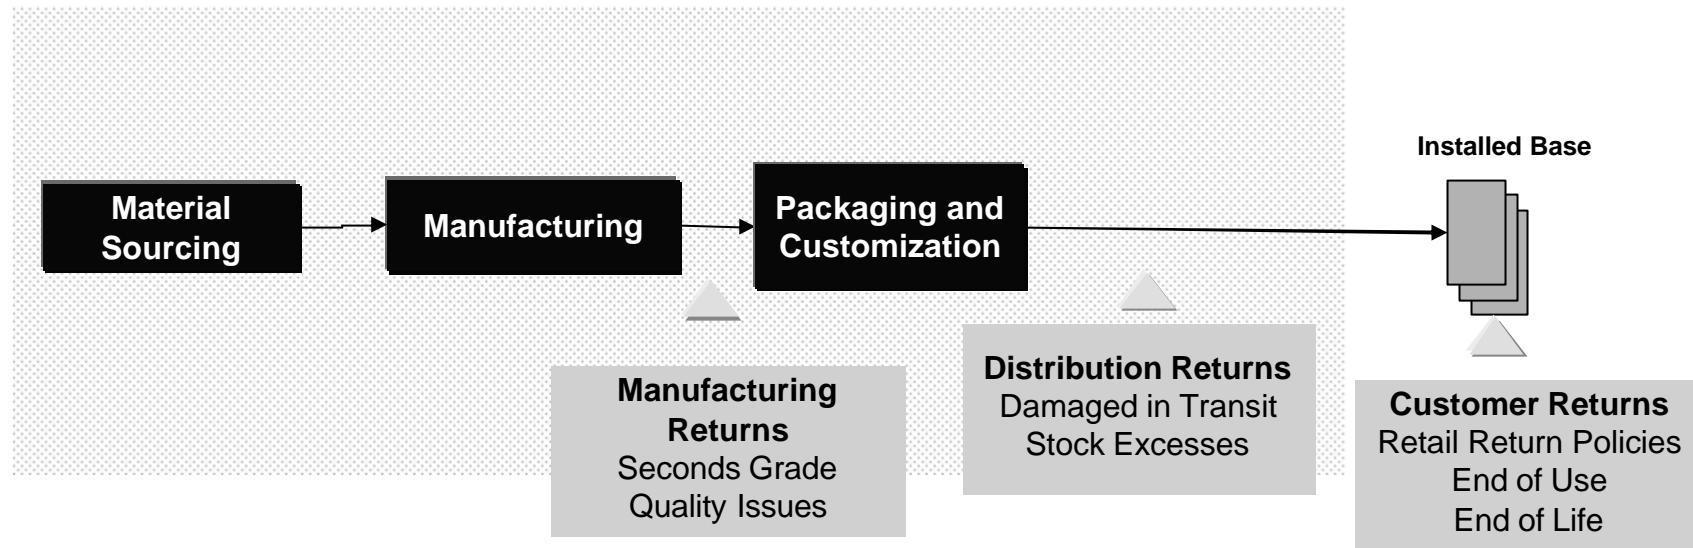 Installed Base
Material
Sourcing
Manufacturing
Packaging and
Customization
Manufacturing
Returns
Seconds Grade
Quality Issues
Distribution Returns
Damaged in Transit
Stock Excesses
Customer Returns
Retail Return Policies
End of Use
End of Life